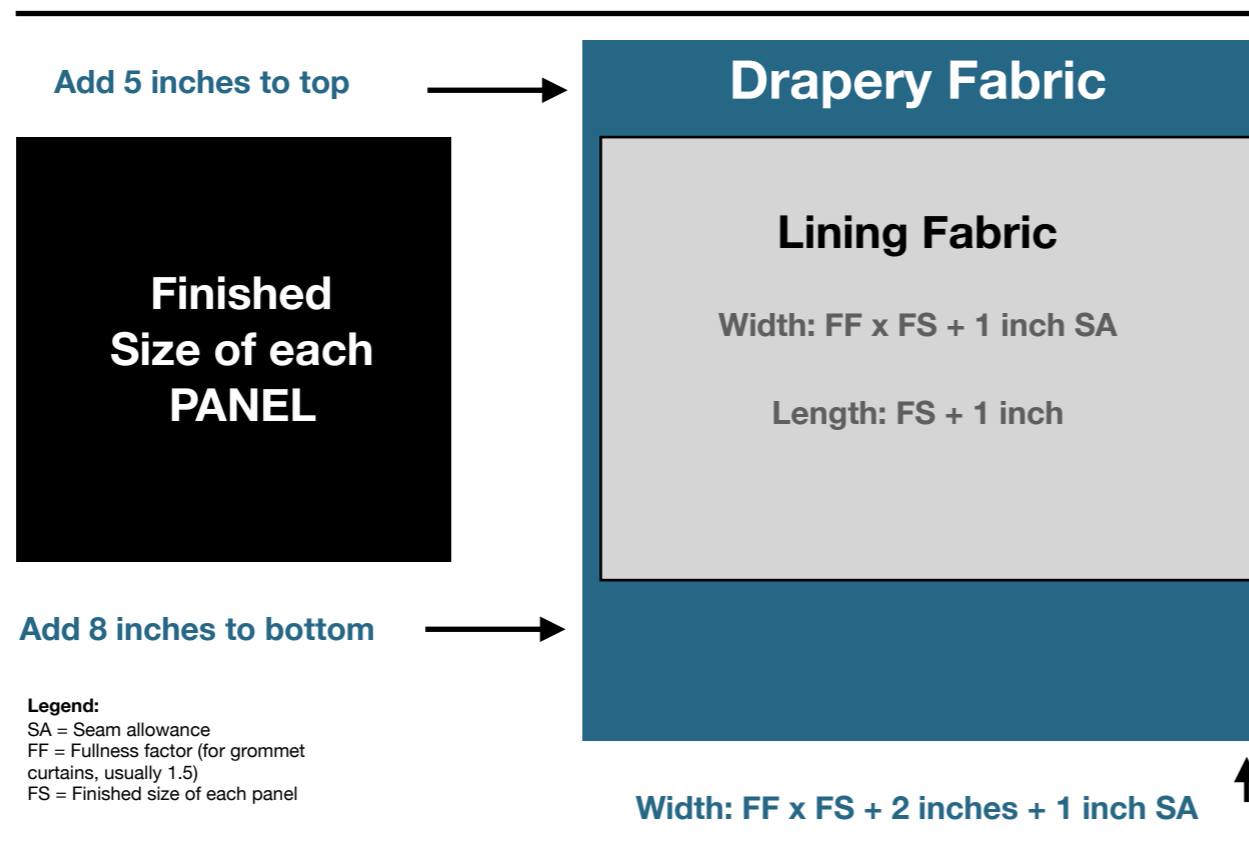 Add 5 inches to top
Drapery Fabric
Finished
Size of each
PANEL
Lining Fabric
Width: FF x FS + 1 inch SA
Length: FS + 1 inch
Add 8 inches to bottom
Legend:
SA = Seam allowance
FF = Fullness factor (for grommet
curtains, usually 1.5)
FS = Finished size of each panel
Width: FF x FS + 2 inches + 1 inch SA